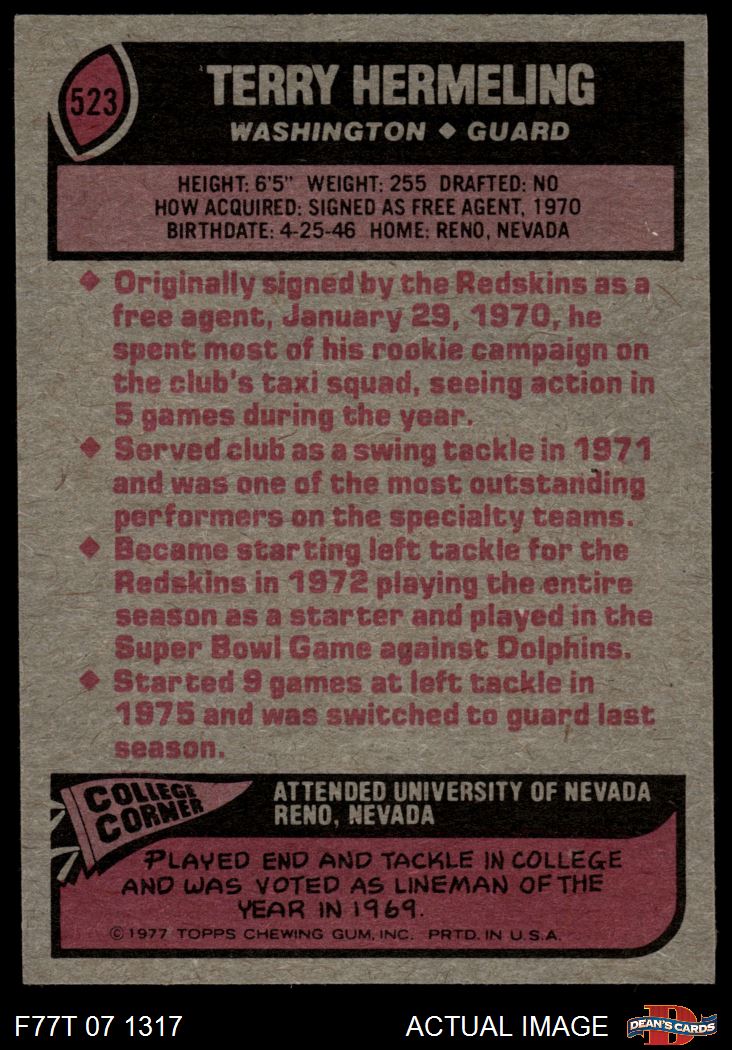 523
TERRY HERMELING
WASHINGTON ◆ GUARD
HEIGHT: 6'5" WEIGHT: 255 DRAFTED: NO
HOW ACQUIRED: SIGNED AS FREE AGENT, 1970
BIRTHDATE: 4-25-46 HOME: RENO, NEVADA
◆ Originally signed by the Redskins as a
free agent, January 29, 1970, he
spent most of his rookie campaign on
the club's taxi squad, seeing action in
5 games during the year.
◆ Served club as a swing tackle in 1971
and was one of the most outstanding
performers on the specialty teams.
◆ Became starting left tackle for the
Redskins in 1972 playing the entire
season as a starter and played in the
Super Bowl Game against Dolphins.
◆ Started 9 games at left tackle in
1975 and was switched to guard last
season.
COLLEGE
CORNER
ATTENDED UNIVERSITY OF NEVADA
RENO, NEVADA
PLAYED END AND TACKLE IN COLLEGE
AND WAS VOTED AS LINEMAN OF THE
YEAR IN 1969.
©1977 TOPPS CHEWING GUM, INC. PRTD. IN U.S.A.
F77T 07 1317
ACTUAL IMAGE
D
DEAN'S CARDS